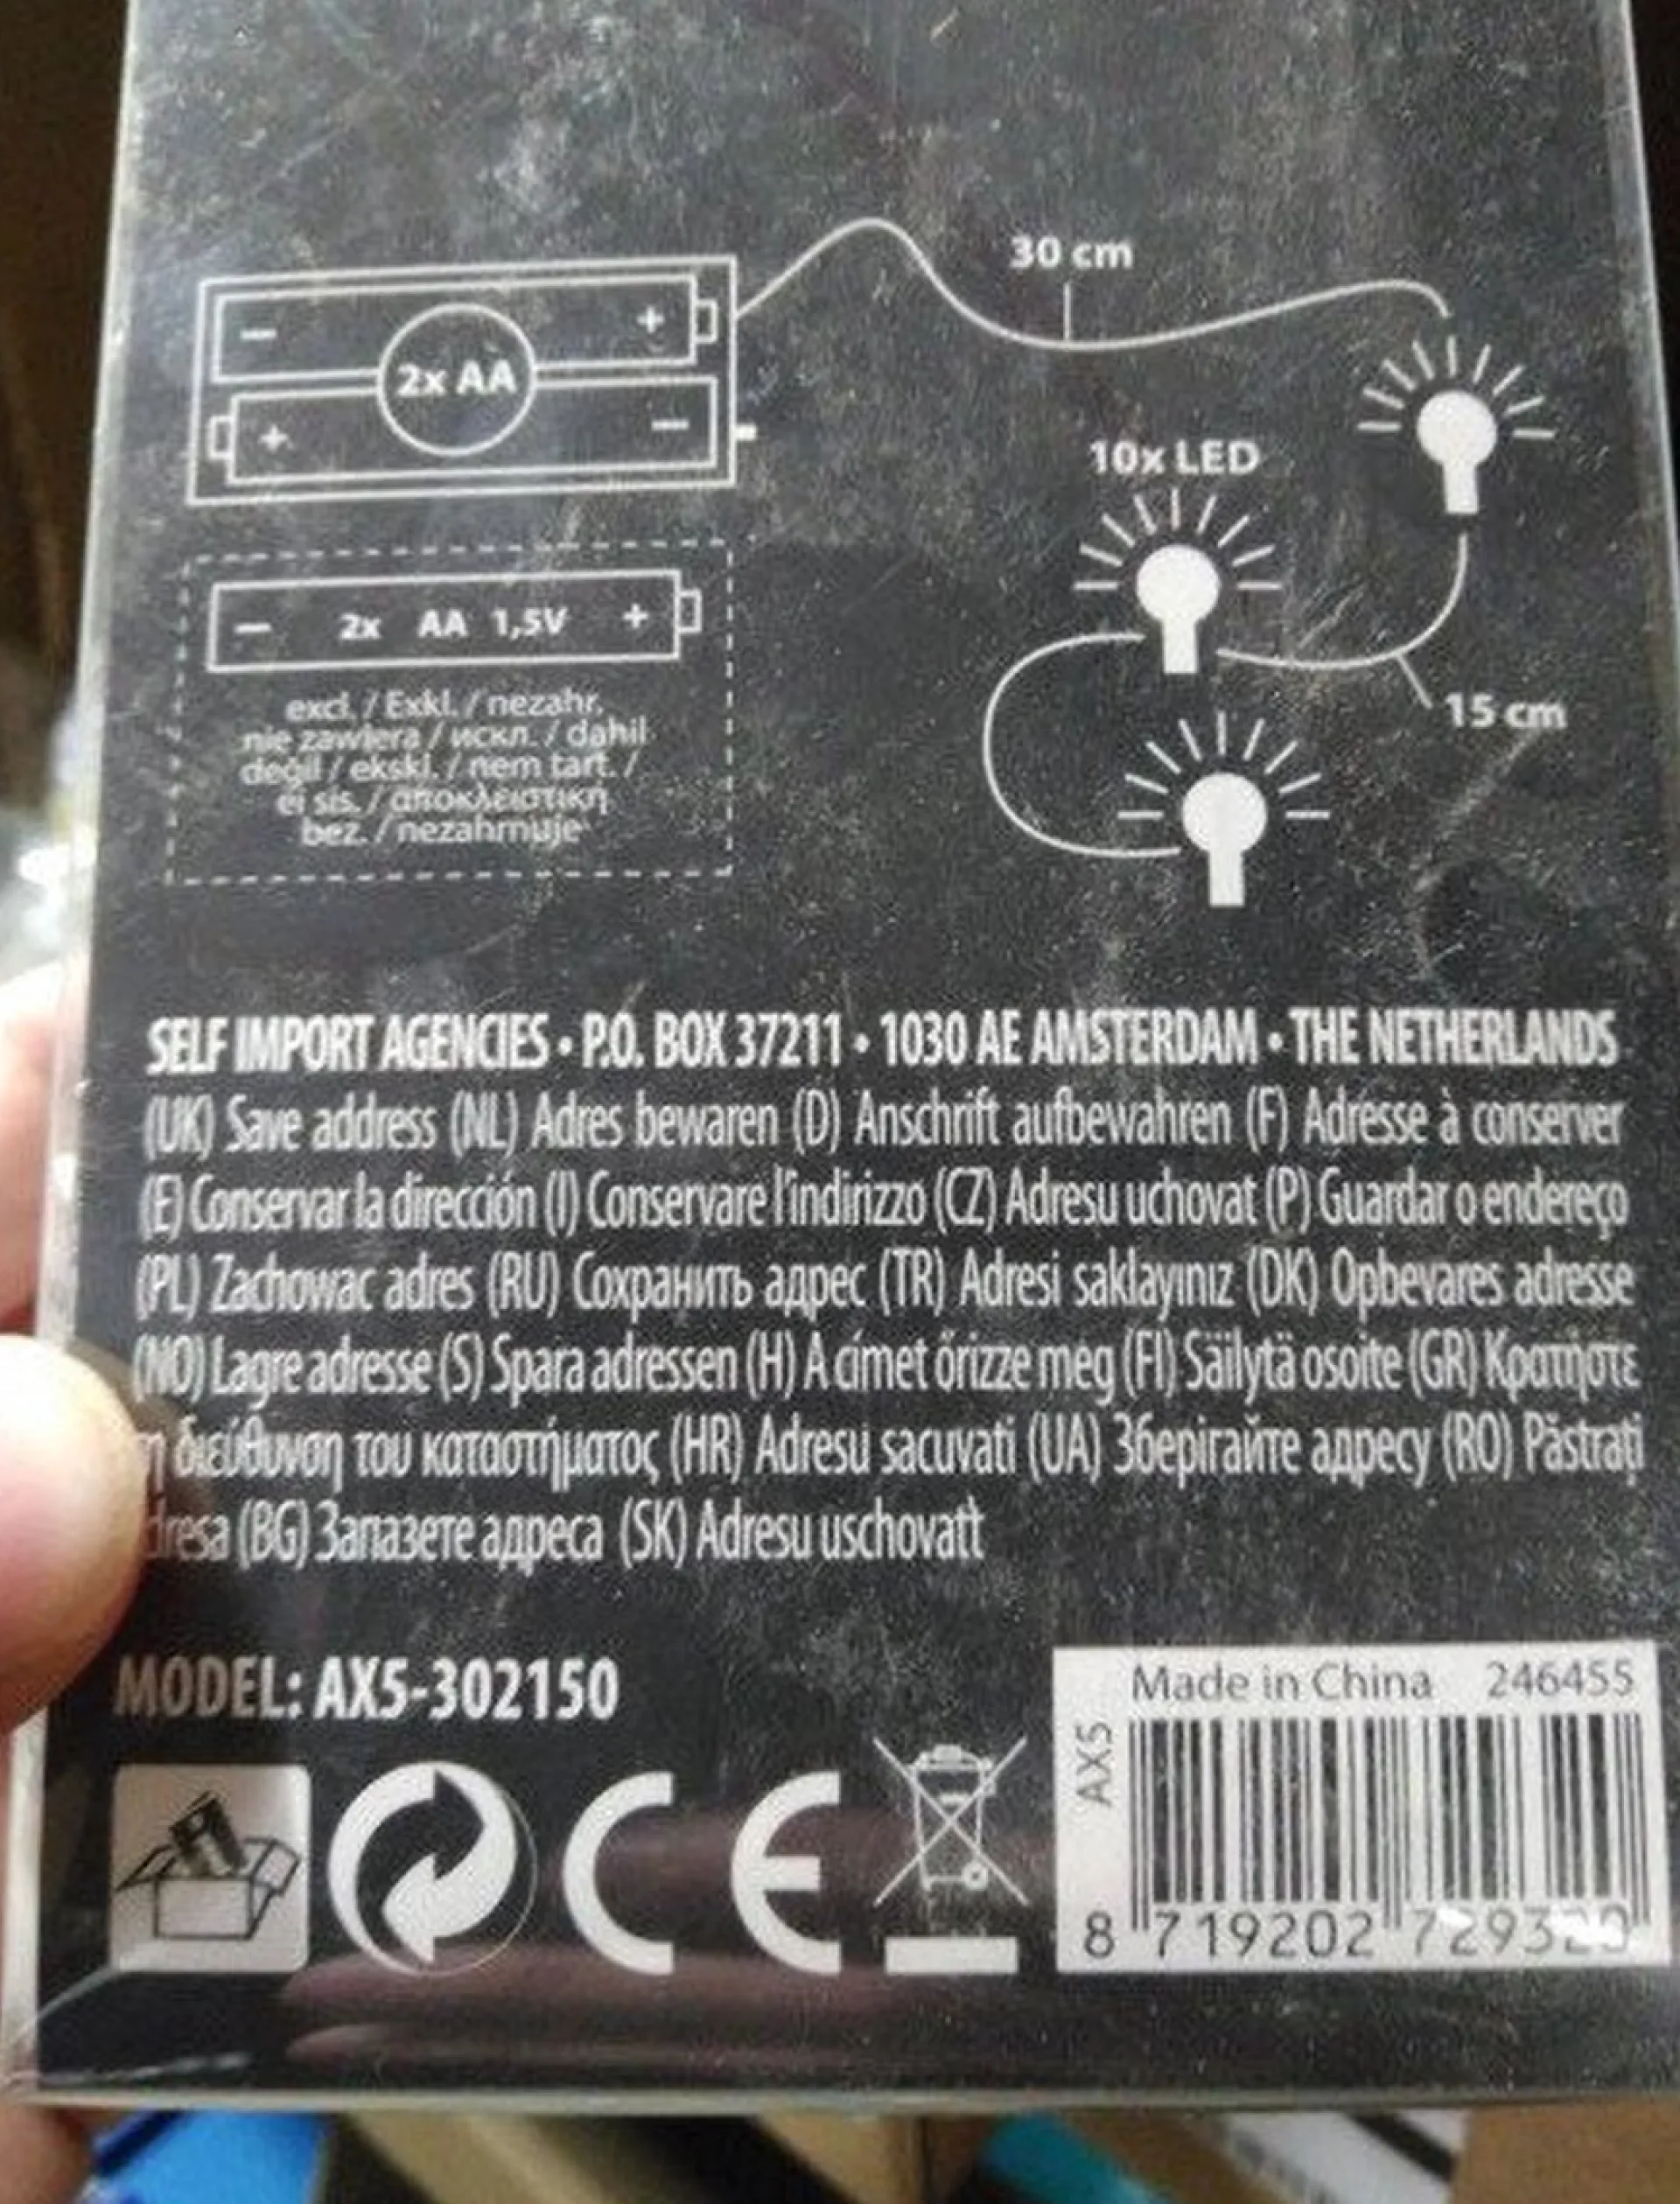 30 cm
− +
2x AA
+ −
10x LED
− 2x AA 1,5V +
15 cm
excl. / Exkl. / nezahr.
nie zawiera / искл. / dahil
değil / ekskl. / nem tart. /
ei sis. / αποκλειστική
bez. / nezahrnuje
SELF IMPORT AGENCIES • P.O. BOX 37211 • 1030 AE AMSTERDAM • THE NETHERLANDS
(UK) Save address (NL) Adres bewaren (D) Anschrift aufbewahren (F) Adresse à conserver
(E) Conservar la dirección (I) Conservare l'indirizzo (CZ) Adresu uchovat (P) Guardar o endereço
(PL) Zachowac adres (RU) Сохранить адрес (TR) Adresi saklayınız (DK) Opbevares adresse
(NO) Lagre adresse (S) Spara adressen (H) A címet őrizze meg (FI) Säilytä osoite (GR) Κρατήστε
η διεύθυνση του καταστήματος (HR) Adresu sacuvati (UA) Зберігайте адресу (RO) Păstrați
dresa (BG) Запазете адреса (SK) Adresu uschovatt
MODEL: AX5-302150
Made in China 246455
AX5
CE
8 719202 729320